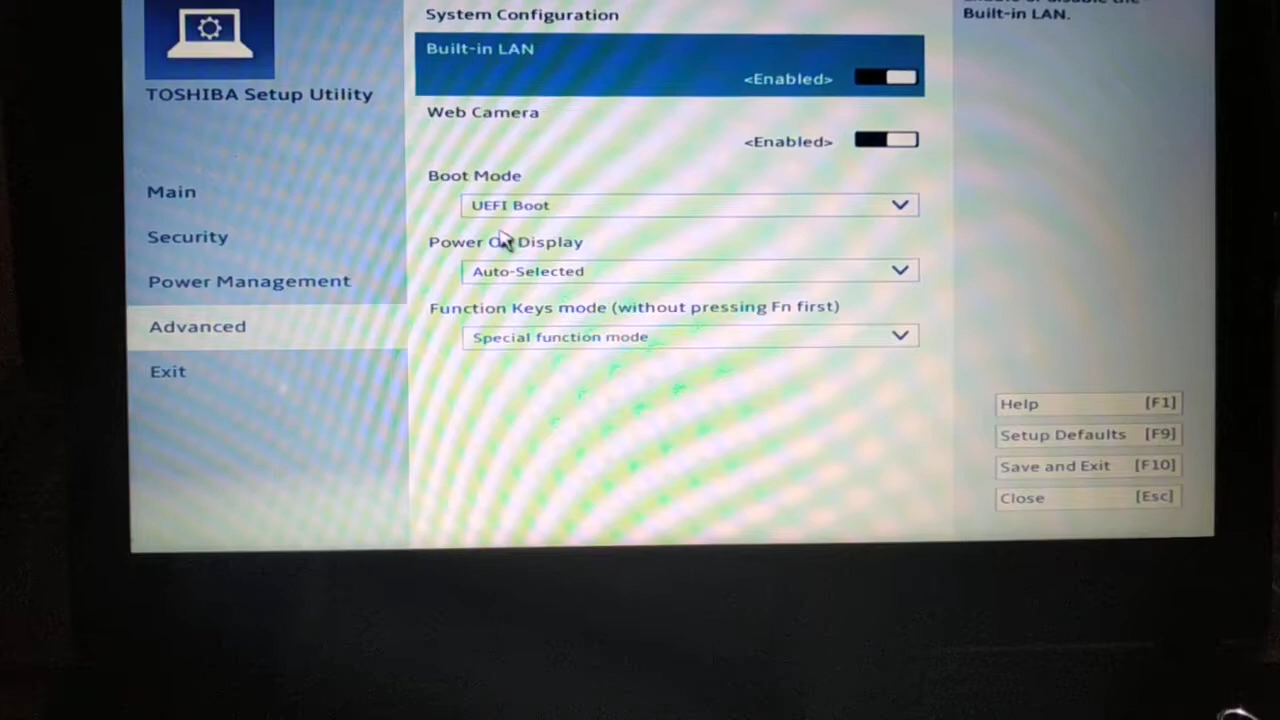 TOSHIBA Setup Utility
Main
Security
Power Management
Advanced
Exit
System Configuration
Built-in LAN
<Enabled>
Web Camera
<Enabled>
Boot Mode
UEFI Boot
Power On Display
Auto-Selected
Function Keys mode (without pressing Fn first)
Special function mode
Built-in LAN.
Help [F1]
Setup Defaults [F9]
Save and Exit [F10]
Close [Esc]